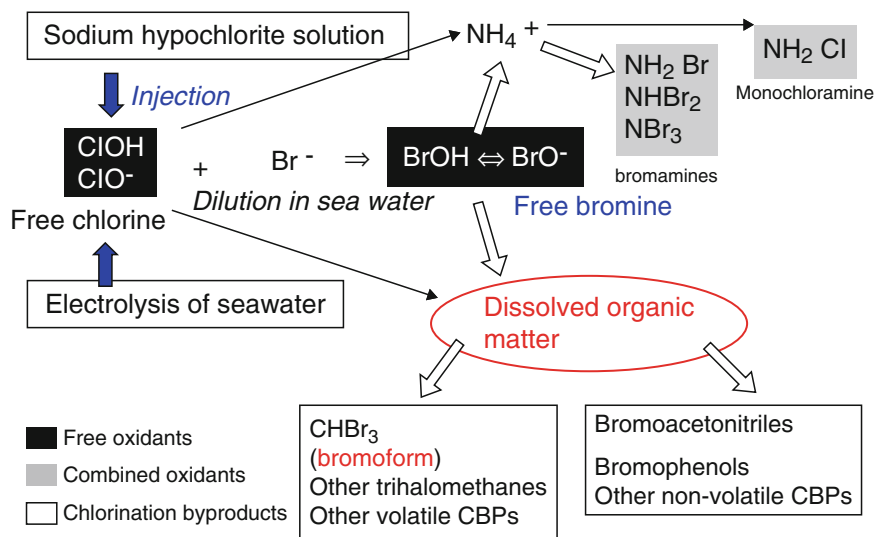 Sodium hypochlorite solution
Injection
ClOH
ClO⁻
Free chlorine
Electrolysis of seawater
+
Br⁻ ⇒
Dilution in sea water
BrOH ⇔ BrO⁻
Free bromine
NH₄ +
NH₂ Br
NHBr₂
NBr₃
bromamines
NH₂ Cl
Monochloramine
Dissolved organic
matter
CHBr₃
(bromoform)
Other trihalomethanes
Other volatile CBPs
Bromoacetonitriles
Bromophenols
Other non-volatile CBPs
Free oxidants
Combined oxidants
Chlorination byproducts